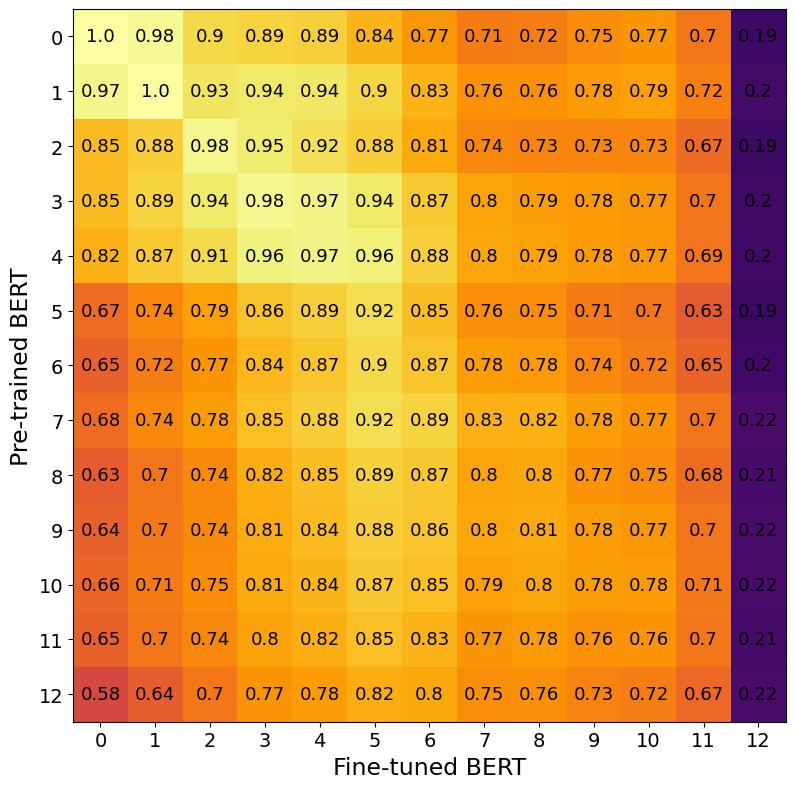 0 1.0 0.98 0.9 0.89 0.89 0.84 0.77 0.71 0.72 0.75 0.77 0.7 0.19
1 0.97 1.0 0.93 0.94 0.94 0.9 0.83 0.76 0.76 0.78 0.79 0.72 0.2
2 0.85 0.88 0.98 0.95 0.92 0.88 0.81 0.74 0.73 0.73 0.73 0.67 0.19
3 0.85 0.89 0.94 0.98 0.97 0.94 0.87 0.8 0.79 0.78 0.77 0.7 0.2
4 0.82 0.87 0.91 0.96 0.97 0.96 0.88 0.8 0.79 0.78 0.77 0.69 0.2
5 0.67 0.74 0.79 0.86 0.89 0.92 0.85 0.76 0.75 0.71 0.7 0.63 0.19
6 0.65 0.72 0.77 0.84 0.87 0.9 0.87 0.78 0.78 0.74 0.72 0.65 0.2
7 0.68 0.74 0.78 0.85 0.88 0.92 0.89 0.83 0.82 0.78 0.77 0.7 0.22
8 0.63 0.7 0.74 0.82 0.85 0.89 0.87 0.8 0.8 0.77 0.75 0.68 0.21
9 0.64 0.7 0.74 0.81 0.84 0.88 0.86 0.8 0.81 0.78 0.77 0.7 0.22
10 0.66 0.71 0.75 0.81 0.84 0.87 0.85 0.79 0.8 0.78 0.78 0.71 0.22
11 0.65 0.7 0.74 0.8 0.82 0.85 0.83 0.77 0.78 0.76 0.76 0.7 0.21
12 0.58 0.64 0.7 0.77 0.78 0.82 0.8 0.75 0.76 0.73 0.72 0.67 0.22
0 1 2 3 4 5 6 7 8 9 10 11 12
Fine-tuned BERT
Pre-trained BERT